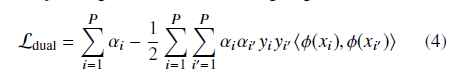 ℒ_dual = ∑_{i=1}^{P} α_i − 1/2 ∑_{i=1}^{P} ∑_{i′=1}^{P} α_i α_{i′} y_i y_{i′} ⟨ϕ(x_i), ϕ(x_{i′})⟩ (4)